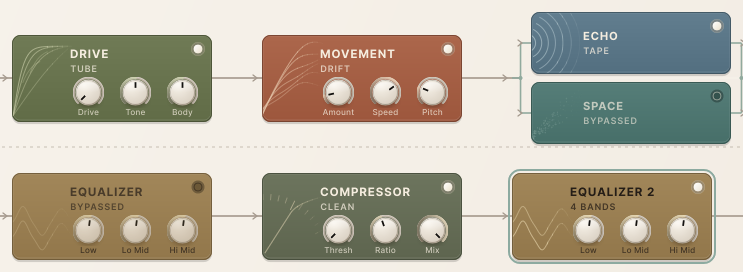 DRIVE
TUBE
Drive Tone Body
MOVEMENT
DRIFT
Amount Speed Pitch
ECHO
TAPE
SPACE
BYPASSED
EQUALIZER
BYPASSED
Low Lo Mid Hi Mid
COMPRESSOR
CLEAN
Thresh Ratio Mix
EQUALIZER 2
4 BANDS
Low Lo Mid Hi Mid